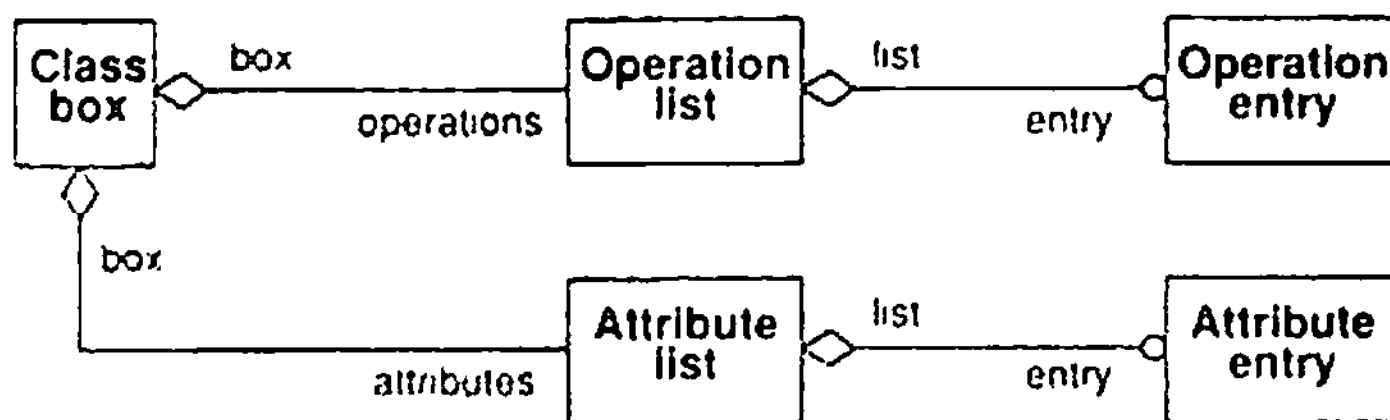 Class
box
box
operations
Operation
list
list
entry
Operation
entry
box
attributes
Attribute
list
list
entry
Attribute
entry